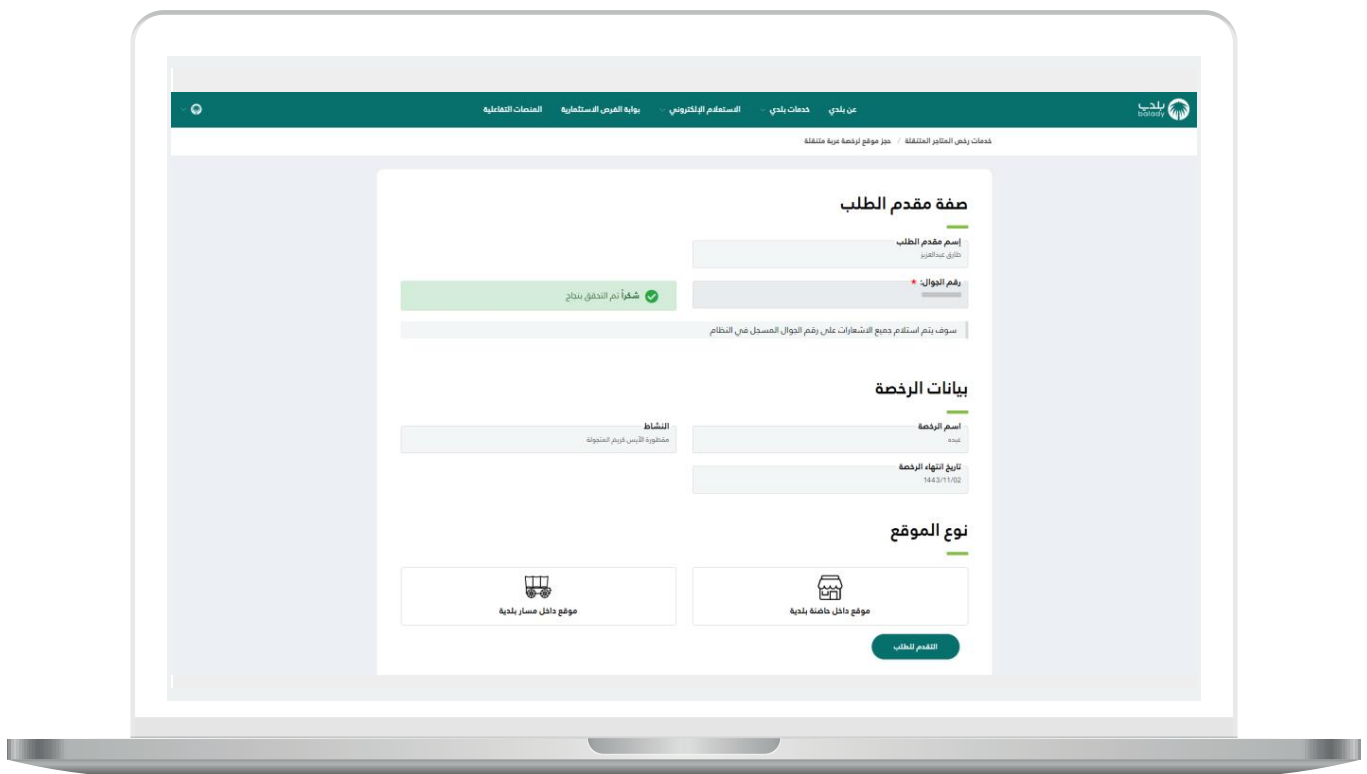 بلدي
balady
عن بلدي خدمات بلدي الاستعلام الإلكتروني بوابة الفرص الاستثمارية المنصات التفاعلية
خدمات رخص المتاجر المتنقلة / حجز موقع لرخصة عربة متنقلة
صفة مقدم الطلب
إسم مقدم الطلب
طارق عبدالعزيز
رقم الجوال: *
شكراً تم التحقق بنجاح
سوف يتم استلام جميع الاشعارات على رقم الجوال المسجل في النظام
بيانات الرخصة
اسم الرخصة
عبده
النشاط
مقطورة الآيس كريم المتجولة
تاريخ انتهاء الرخصة
1443/11/02
نوع الموقع
موقع داخل حاضنة بلدية
موقع داخل مسار بلدية
التقدم للطلب